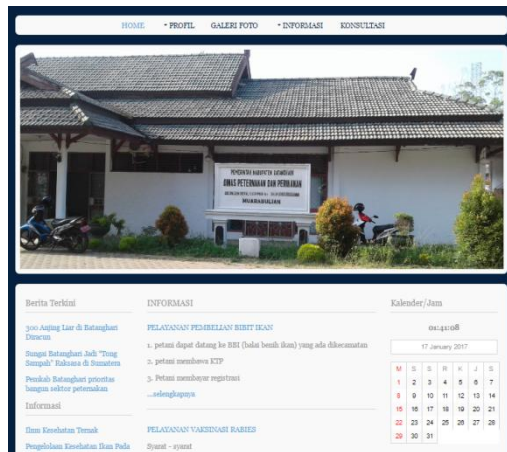 HOME PROFIL GALERI FOTO INFORMASI KONSULTASI
DINAS PETERNAKAN DAN PERIKANAN
MUARABULIAN
Berita Terkini
300 Anjing Liar di Batanghari
Diracun
Sungai Batanghari Jadi "Tong
Sampah" Raksasa di Sumatera
Pemkab Batanghari prioritas
bangun sektor peternakan
Informasi
Ilmu Kesehatan Ternak
Pengelolaan Kesehatan Ikan Pada
INFORMASI
PELAYANAN PEMBELIAN BIBIT IKAN
1. petani dapat datang ke BBI (balai benih ikan) yang ada dikecamatan
2. petani membawa KTP
3. Petani membayar registrasi
...selengkapnya
PELAYANAN VAKSINASI RABIES
Syarat - syarat
Kalender/Jam
01:41:08
17 January 2017
M S S R K J S
1 2 3 4 5 6 7
8 9 10 11 12 13 14
15 16 17 18 19 20 21
22 23 24 25 26 27 28
29 30 31